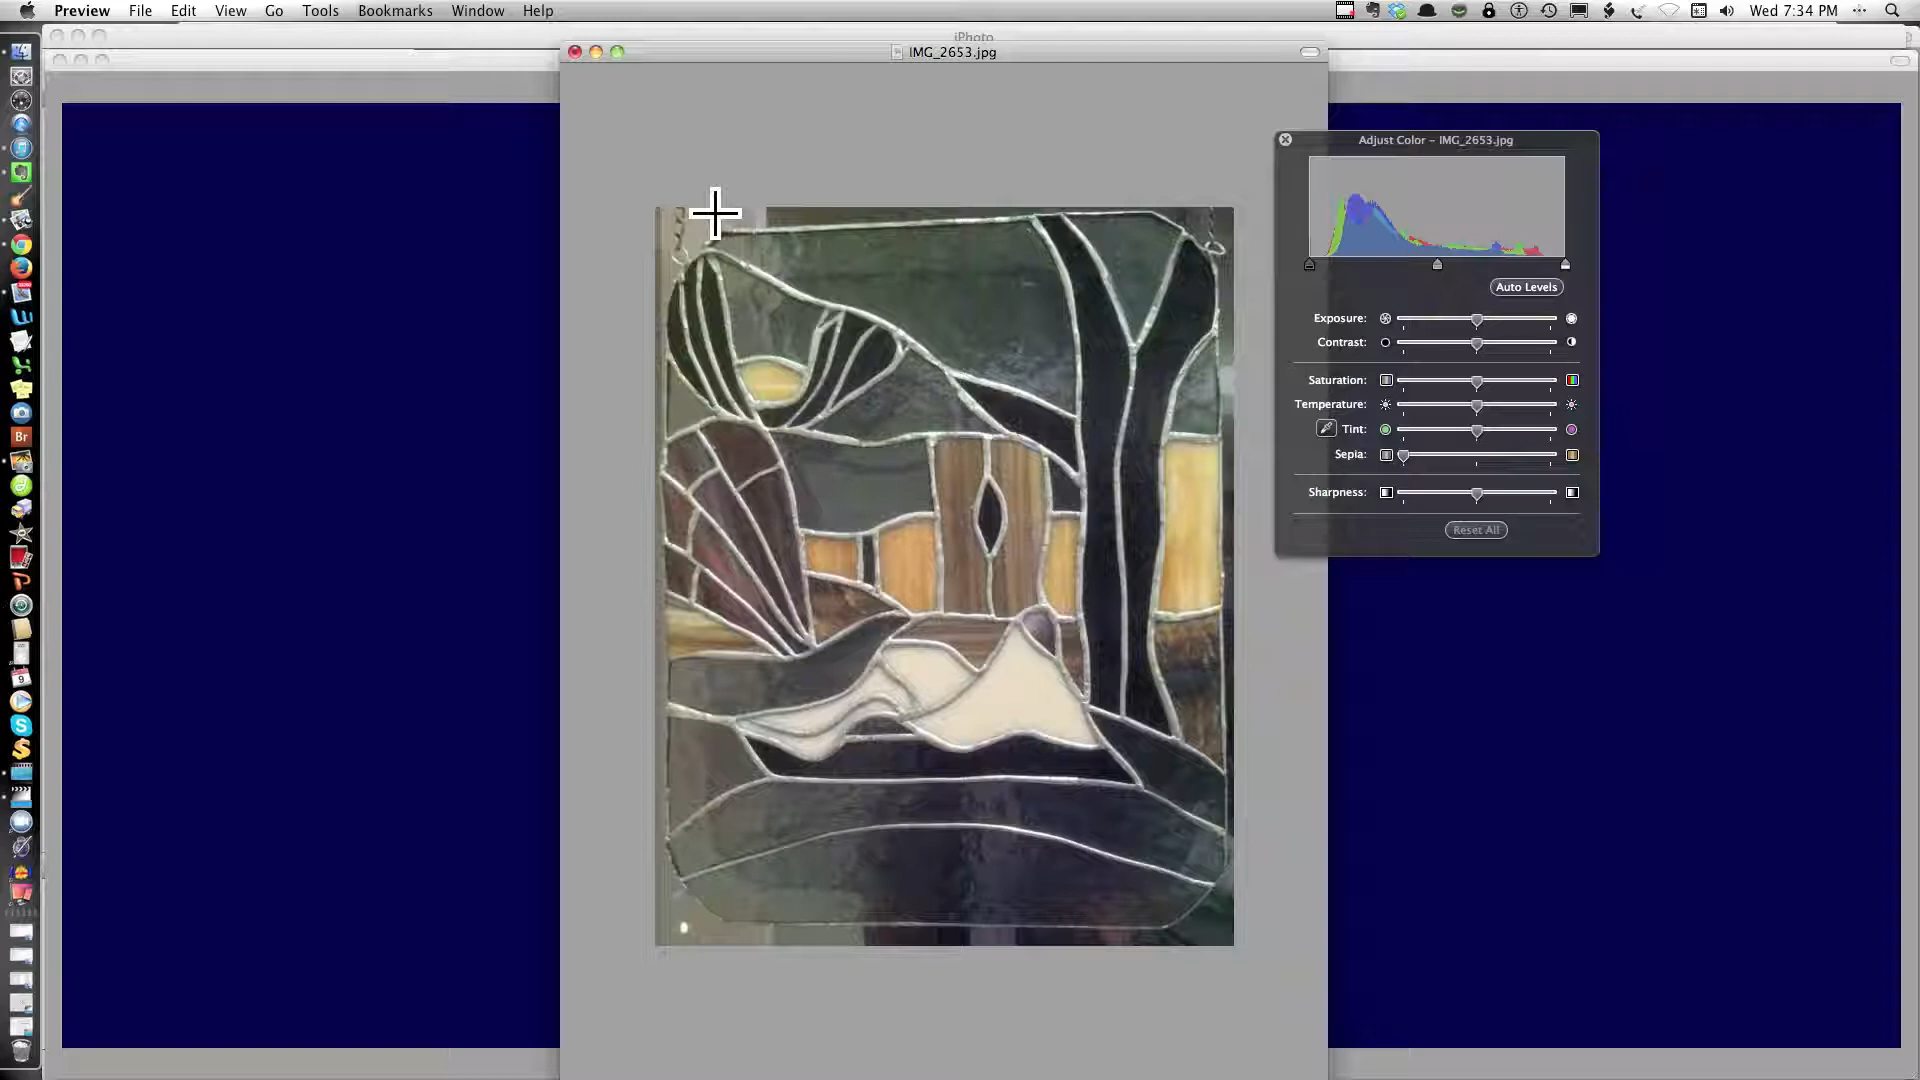 Preview File Edit View Go Tools Bookmarks Window Help Wed 7:34 PM
iPhoto
IMG_2653.jpg
Adjust Color - IMG_2653.jpg
Auto Levels
Exposure:
Contrast:
Saturation:
Temperature:
Tint:
Sepia:
Sharpness:
Reset All
Br
9